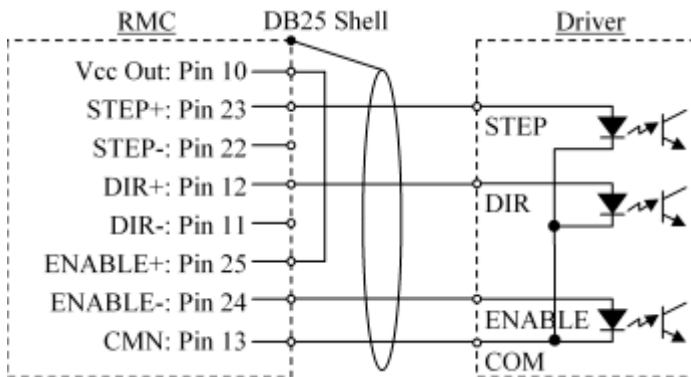 RMC DB25 Shell Driver
Vcc Out: Pin 10
STEP+: Pin 23
STEP
STEP-: Pin 22
DIR+: Pin 12
DIR
DIR-: Pin 11
ENABLE+: Pin 25
ENABLE-: Pin 24
ENABLE
CMN: Pin 13
COM